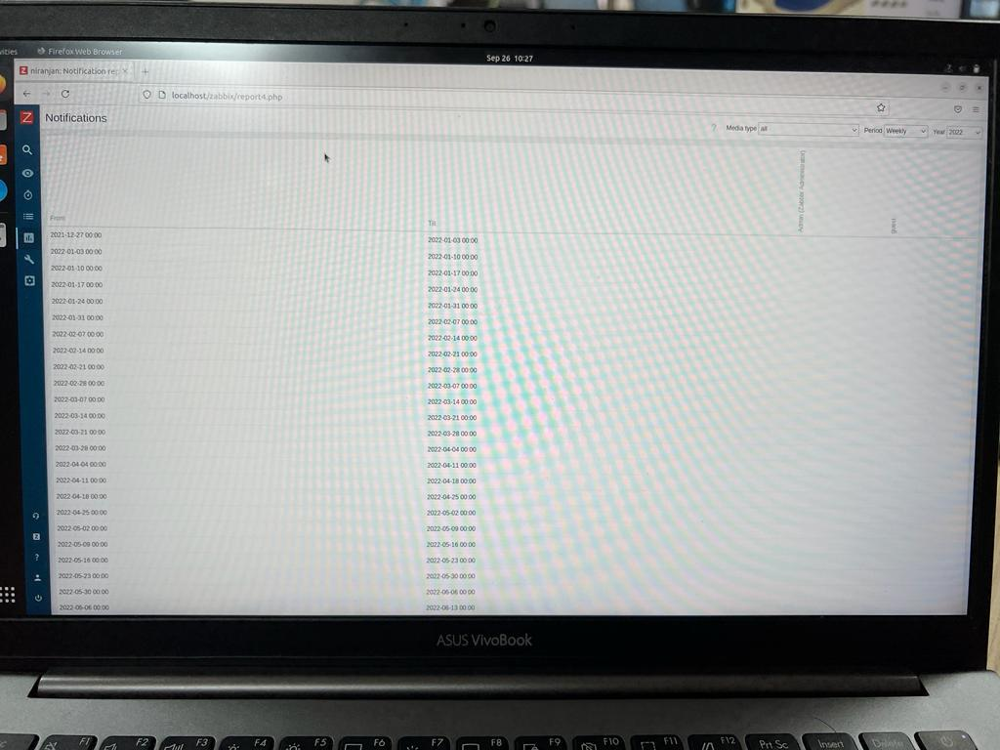 Firefox Web Browser
Sep 26 10:27
niranjan: Notification rep
localhost/zabbix/report4.php
Z
Notifications
? Media type all Period Weekly Year 2022
From Till Admin (Zabbix Administrator) guest
2021-12-27 00:00 2022-01-03 00:00
2022-01-03 00:00 2022-01-10 00:00
2022-01-10 00:00 2022-01-17 00:00
2022-01-17 00:00 2022-01-24 00:00
2022-01-24 00:00 2022-01-31 00:00
2022-01-31 00:00 2022-02-07 00:00
2022-02-07 00:00 2022-02-14 00:00
2022-02-14 00:00 2022-02-21 00:00
2022-02-21 00:00 2022-02-28 00:00
2022-02-28 00:00 2022-03-07 00:00
2022-03-07 00:00 2022-03-14 00:00
2022-03-14 00:00 2022-03-21 00:00
2022-03-21 00:00 2022-03-28 00:00
2022-03-28 00:00 2022-04-04 00:00
2022-04-04 00:00 2022-04-11 00:00
2022-04-11 00:00 2022-04-18 00:00
2022-04-18 00:00 2022-04-25 00:00
2022-04-25 00:00 2022-05-02 00:00
2022-05-02 00:00 2022-05-09 00:00
2022-05-09 00:00 2022-05-16 00:00
2022-05-16 00:00 2022-05-23 00:00
2022-05-23 00:00 2022-05-30 00:00
2022-05-30 00:00 2022-06-06 00:00
2022-06-06 00:00 2022-06-13 00:00
ASUS VivoBook
F1 F2 F3 F4 F5 F6 F7 F8 F9 F10 F11 F12 Prt Sc Insert Delete